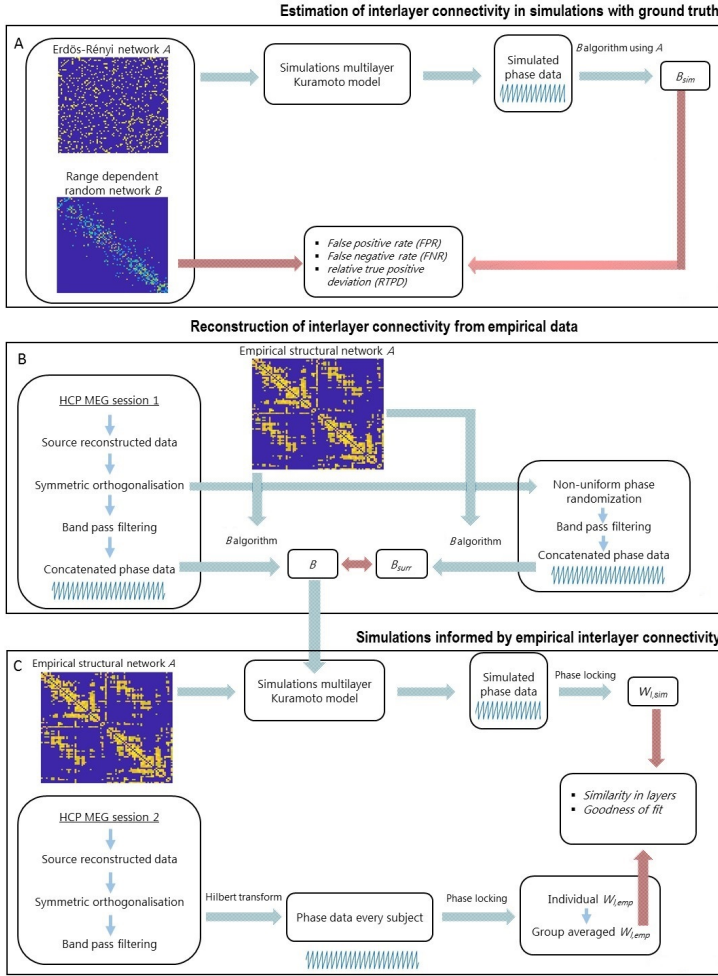 Estimation of interlayer connectivity in simulations with ground truth
A
Erdös-Rényi network A
Range dependent
random network B
Simulations multilayer
Kuramoto model
Simulated
phase data
B algorithm using A
Bsim
False positive rate (FPR)
False negative rate (FNR)
relative true positive
deviation (RTPD)
Reconstruction of interlayer connectivity from empirical data
B
HCP MEG session 1
Source reconstructed data
Symmetric orthogonalisation
Band pass filtering
Concatenated phase data
Empirical structural network A
B algorithm
B
Bsurr
B algorithm
Non-uniform phase
randomization
Band pass filtering
Concatenated phase data
Simulations informed by empirical interlayer connectivity
C
Empirical structural network A
Simulations multilayer
Kuramoto model
Simulated
phase data
Phase locking
Wl,sim
Similarity in layers
Goodness of fit
HCP MEG session 2
Source reconstructed data
Symmetric orthogonalisation
Band pass filtering
Hilbert transform
Phase data every subject
Phase locking
Individual Wl,emp
Group averaged Wl,emp